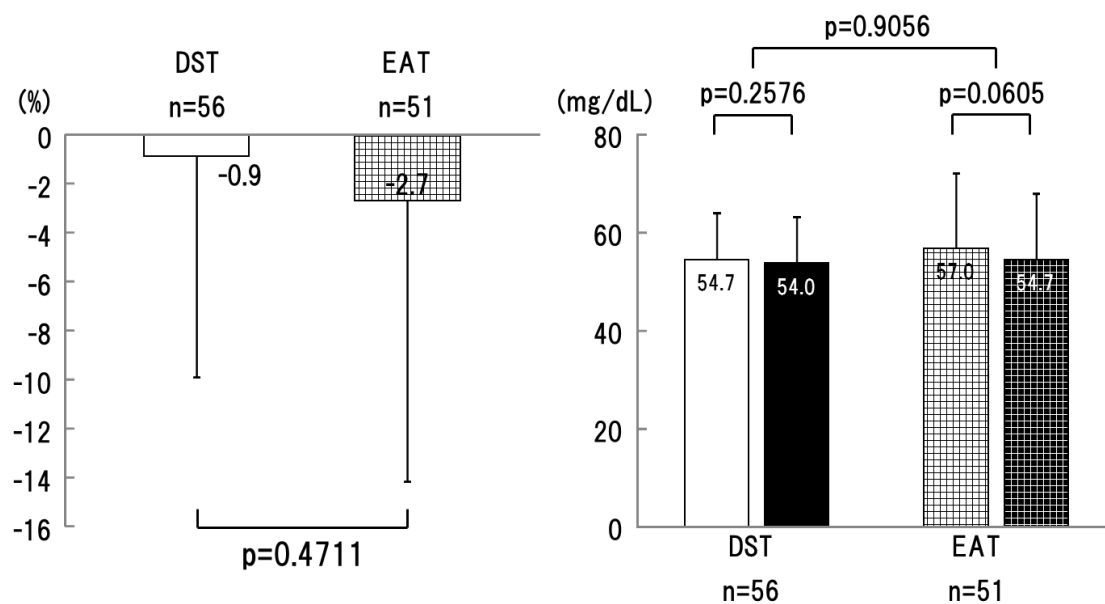 DST
EAT
(%)
n=56
n=51
0
-2
-4
-6
-8
-10
-12
-14
-16
-0.9
-2.7
p=0.4711
p=0.9056
(mg/dL)
p=0.2576
p=0.0605
80
60
40
20
0
54.7
54.0
57.0
54.7
DST
EAT
n=56
n=51